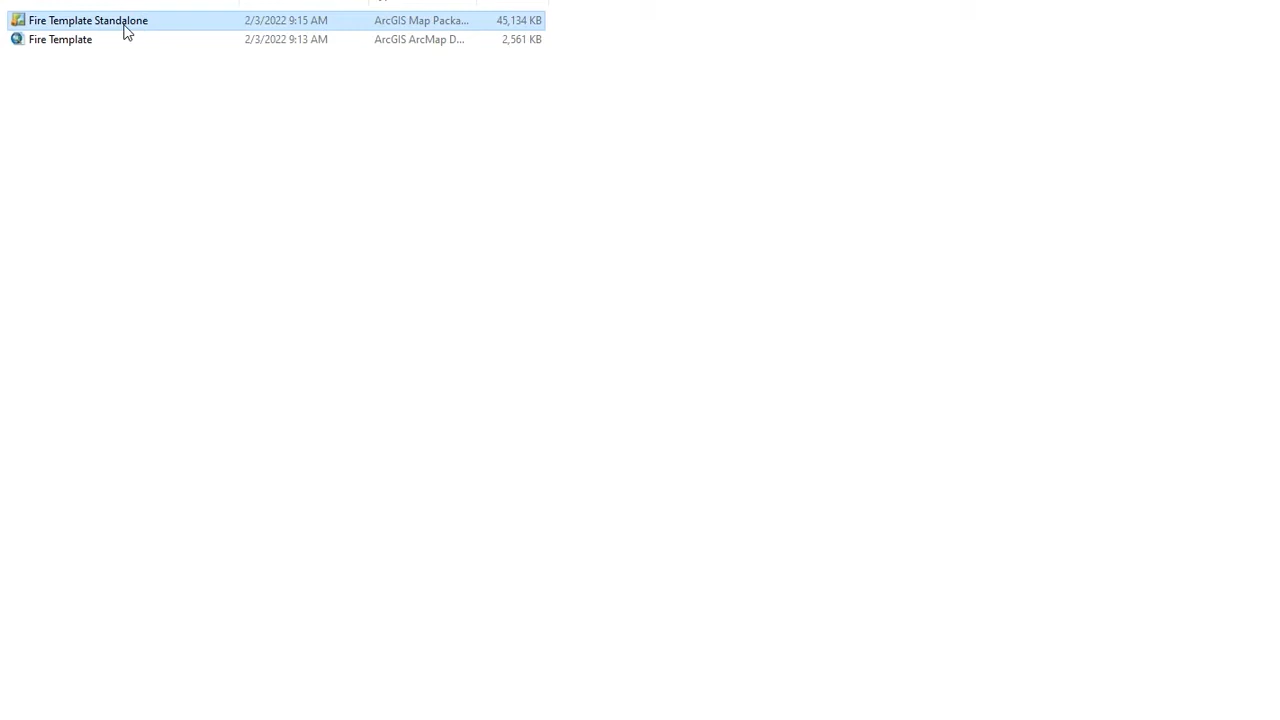 Fire Template Standalone 2/3/2022 9:15 AM ArcGIS Map Packa... 45,134 KB
Fire Template 2/3/2022 9:13 AM ArcGIS ArcMap D... 2,561 KB